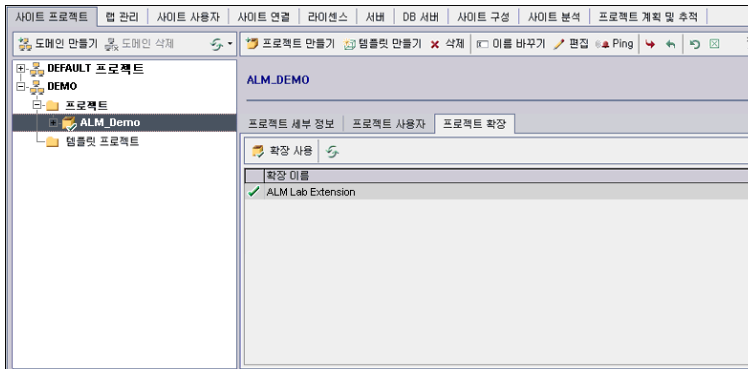 사이트 프로젝트 랩 관리 사이트 사용자 사이트 연결 라이센스 서버 DB 서버 사이트 구성 사이트 분석 프로젝트 계획 및 추적
도메인 만들기 도메인 삭제 프로젝트 만들기 템플릿 만들기 삭제 이름 바꾸기 편집 Ping
DEFAULT 프로젝트
DEMO
프로젝트
ALM_Demo
템플릿 프로젝트
ALM_DEMO
프로젝트 세부 정보 프로젝트 사용자 프로젝트 확장
확장 사용
확장 이름
ALM Lab Extension